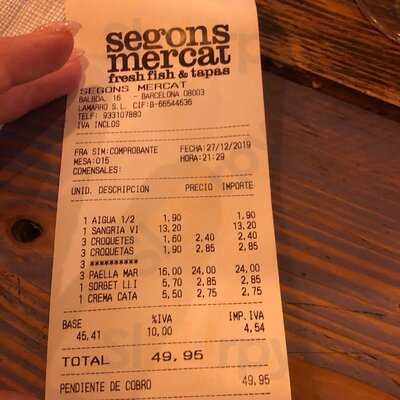 segons
mercat
fresh fish & tapas
SEGONS MERCAT
BALBOA, 16 - BARCELONA 08003
LAMARRO S.L. CIF:B-66544636
TELF: 933107880
IVA INCLOS
FRA SIM:COMPROBANTE FECHA:27/12/2019
MESA:015 HORA:21:29
COMENSALES:
UNID. DESCRIPCION PRECIO IMPORTE
1 AIGUA 1/2 1,90 1,90
1 SANGRIA VI 13,20 13,20
3 CROQUETES 1,60 2,40 2,40
3 CROQUETAS 1,90 2,85 2,85
3 **********
3 PAELLA MAR 16,00 24,00 24,00
1 SORBET LLI 5,70 2,85 2,85
1 CREMA CATA 5,50 2,75 2,75
BASE %IVA IMP.IVA
45,41 10,00 4,54
TOTAL 49,95
PENDIENTE DE COBRO 49,95